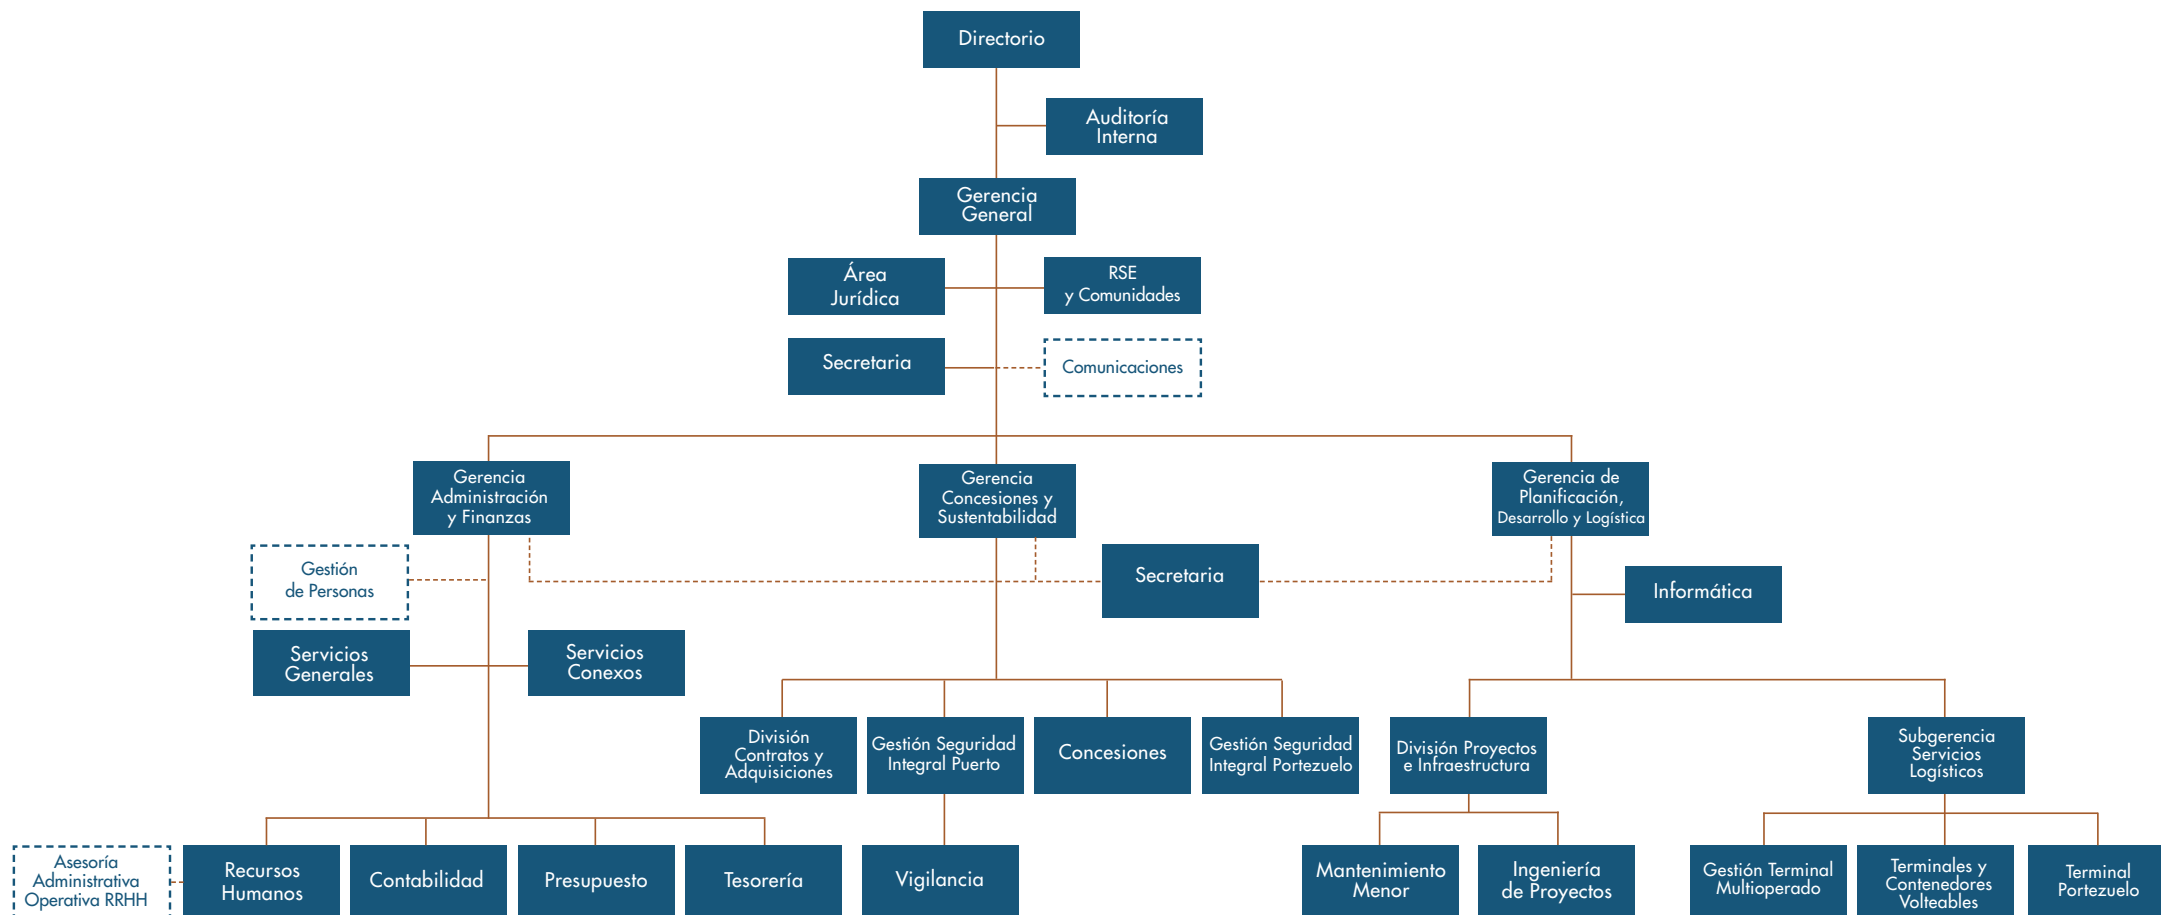 Directorio
Auditoría
Interna
Gerencia
General
Área
Jurídica
RSE
y Comunidades
Secretaria
Comunicaciones
Gerencia
Administración
y Finanzas
Gerencia
Concesiones y
Sustentabilidad
Gerencia de
Planificación,
Desarrollo y Logística
Gestión
de Personas
Secretaria
Informática
Servicios
Generales
Servicios
Conexos
División
Contratos y
Adquisiciones
Gestión Seguridad
Integral Puerto
Concesiones
Gestión Seguridad
Integral Portezuelo
División Proyectos
e Infraestructura
Subgerencia
Servicios
Logísticos
Asesoría
Administrativa
Operativa RRHH
Recursos
Humanos
Contabilidad
Presupuesto
Tesorería
Vigilancia
Mantenimiento
Menor
Ingeniería
de Proyectos
Gestión Terminal
Multioperado
Terminales y
Contenedores
Volteables
Terminal
Portezuelo